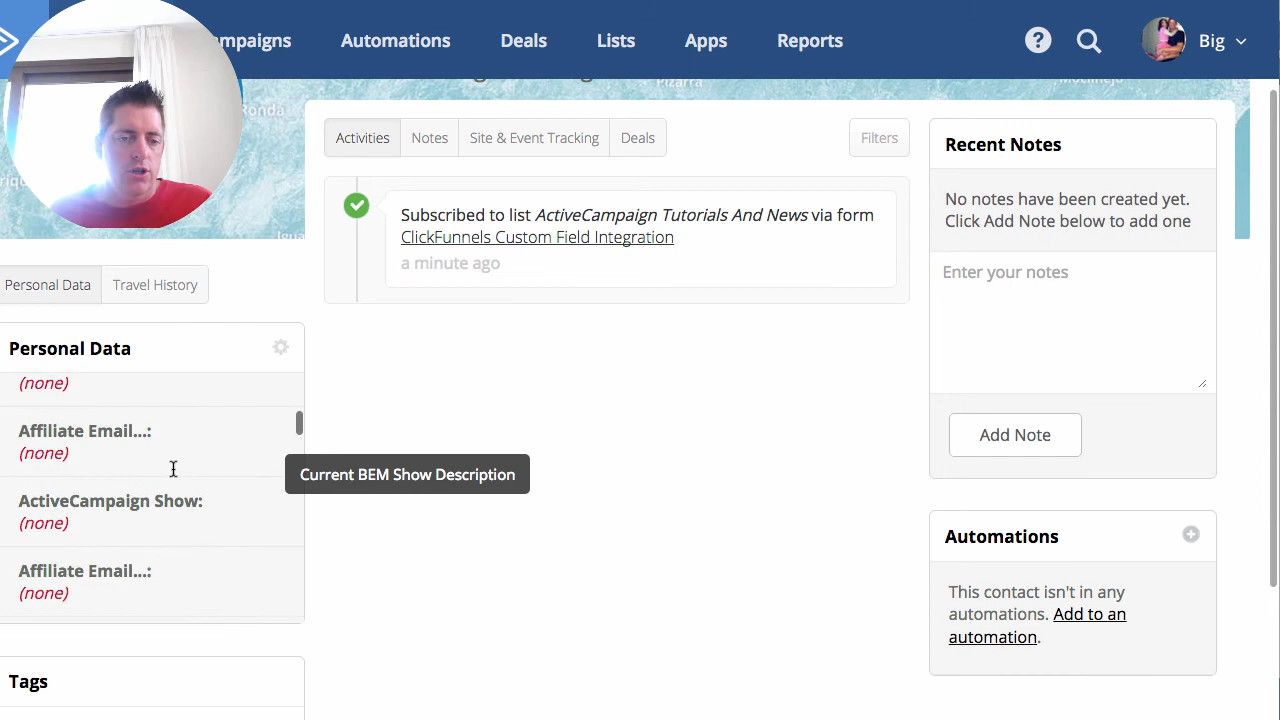 Automations
Deals
Lists
Apps
Reports
?
Big
Ronda
Pizarra
Activities
Notes
Site & Event Tracking
Deals
Filters
Subscribed to list ActiveCampaign Tutorials And News via form
ClickFunnels Custom Field Integration
a minute ago
Recent Notes
No notes have been created yet.
Click Add Note below to add one
Enter your notes
Add Note
Personal Data
Travel History
Personal Data
(none)
Affiliate Email...:
(none)
Current BEM Show Description
ActiveCampaign Show:
(none)
Affiliate Email...:
(none)
Tags
Automations
This contact isn't in any
automations. Add to an
automation.